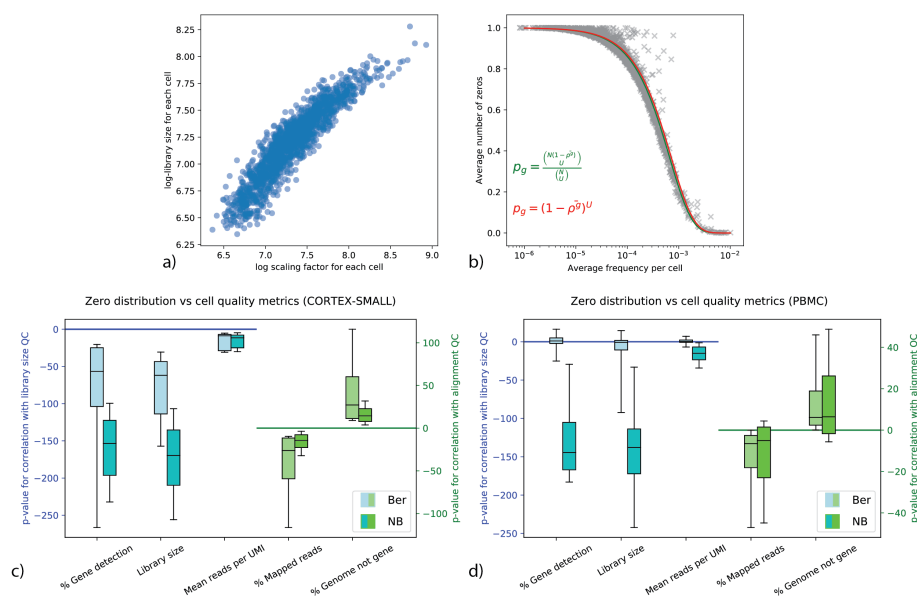 8.25
8.00
7.75
7.50
7.25
7.00
6.75
6.50
6.25
log-library size for each cell
6.5 7.0 7.5 8.0 8.5 9.0
log scaling factor for each cell
a)
1.0
0.8
0.6
0.4
0.2
0.0
Average number of zeros
p_g = \frac{\binom{N(1-\bar{\rho^g})}{U}}{\binom{N}{U}}
p_g = (1 − \bar{ρ^g})^U
10^{−6} 10^{−5} 10^{−4} 10^{−3} 10^{−2}
Average frequency per cell
b)
Zero distribution vs cell quality metrics (CORTEX-SMALL)
0
−50
−100
−150
−200
−250
p-value for correlation with library size QC
100
50
0
−50
−100
p-value for correlation with alignment QC
Ber
NB
% Gene detection
Library size
Mean reads per UMI
% Mapped reads
% Genome not gene
c)
Zero distribution vs cell quality metrics (PBMC)
0
−50
−100
−150
−200
−250
p-value for correlation with library size QC
40
20
0
−20
−40
p-value for correlation with alignment QC
Ber
NB
% Gene detection
Library size
Mean reads per UMI
% Mapped reads
% Genome not gene
d)